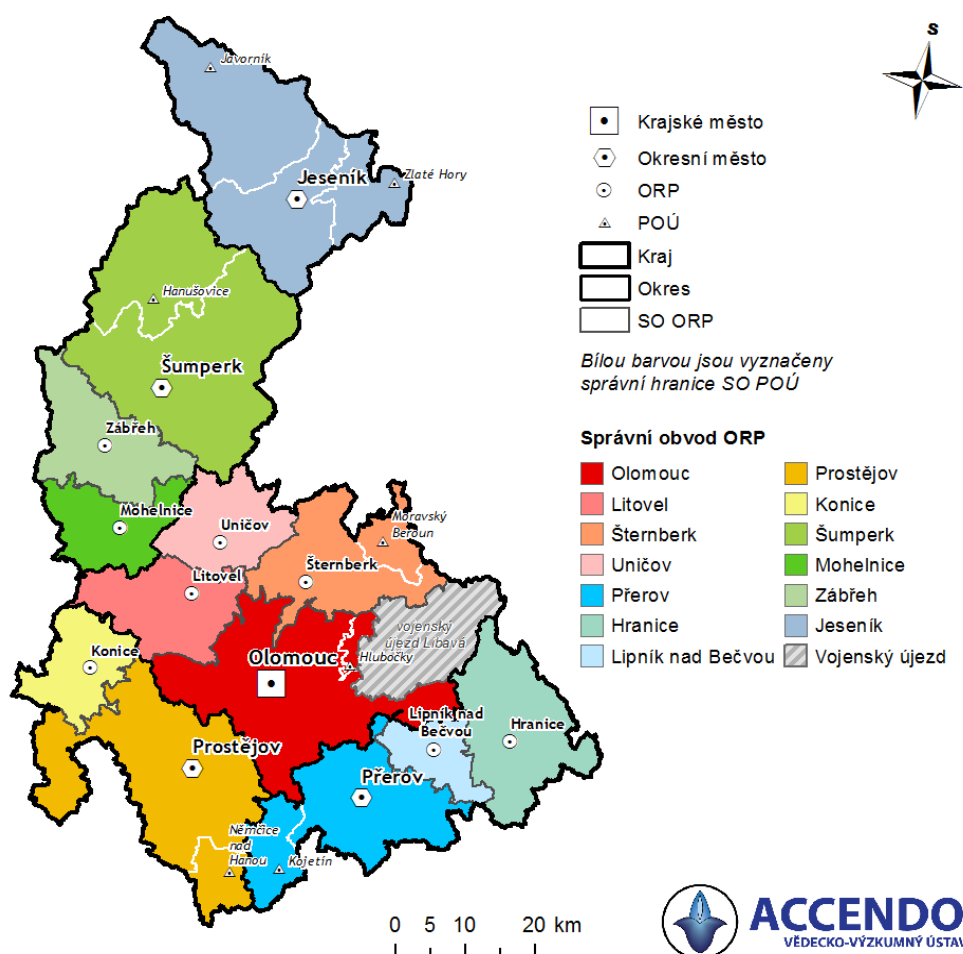 S
Javorník
Jeseník
Zlaté Hory
Hanušovice
Šumperk
Zábřeh
Mohelnice
Uničov
Moravský
Beroun
Šternberk
Litovel
vojenský
újezd Libavá
Konice
Olomouc
Hlubočky
Lipník nad
Bečvou
Hranice
Prostějov
Přerov
Němčice
nad
Hanou
Kojetín
Krajské město
Okresní město
ORP
POÚ
Kraj
Okres
SO ORP
Bílou barvou jsou vyznačeny
správní hranice SO POÚ
Správní obvod ORP
Olomouc
Litovel
Šternberk
Uničov
Přerov
Hranice
Lipník nad Bečvou
Prostějov
Konice
Šumperk
Mohelnice
Zábřeh
Jeseník
Vojenský újezd
0 5 10 20 km
ACCENDO
VĚDECKO-VÝZKUMNÝ ÚSTAV